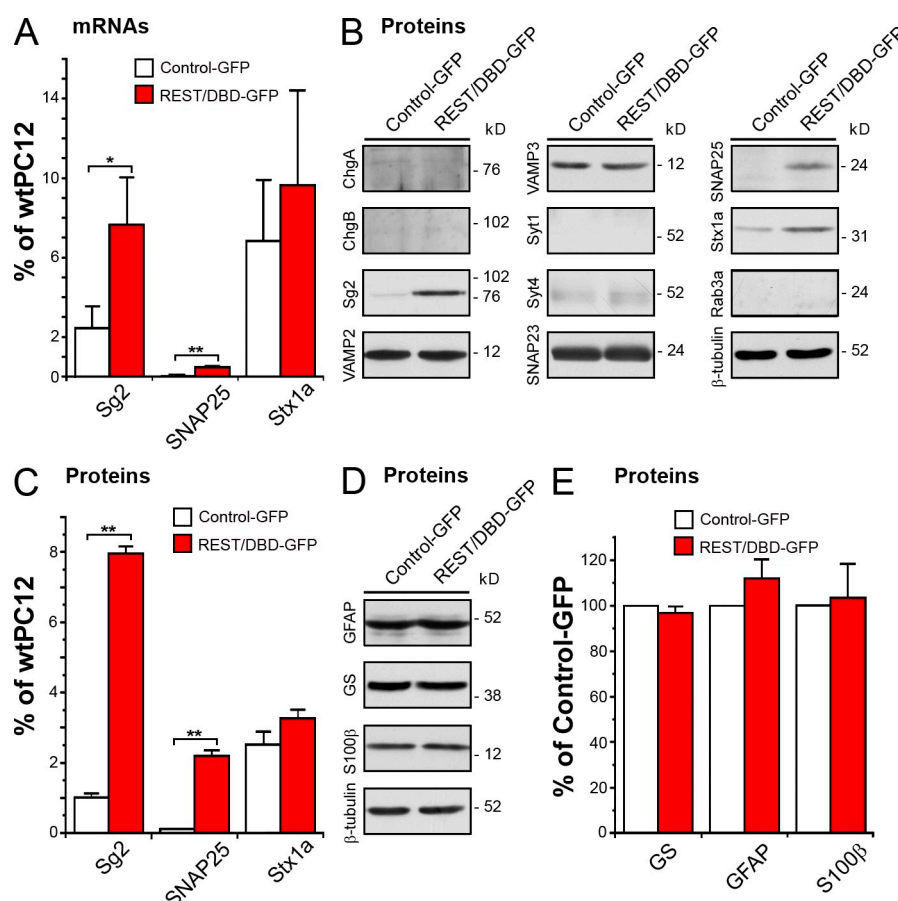 A mRNAs
Control-GFP
REST/DBD-GFP
% of wtPC12
14
10
6
2
0
*
**
Sg2
SNAP25
Stx1a
B Proteins
Control-GFP
REST/DBD-GFP
kD
ChgA
- 76
ChgB
- 102
Sg2
- 102
- 76
VAMP2
- 12
Control-GFP
REST/DBD-GFP
kD
VAMP3
- 12
Syt1
- 52
Syt4
- 52
SNAP23
- 24
Control-GFP
REST/DBD-GFP
kD
SNAP25
- 24
Stx1a
- 31
Rab3a
- 24
β-tubulin
- 52
C Proteins
Control-GFP
REST/DBD-GFP
% of wtPC12
8
6
4
2
0
**
**
Sg2
SNAP25
Stx1a
D Proteins
Control-GFP
REST/DBD-GFP
kD
GFAP
- 52
GS
- 38
S100β
- 12
β-tubulin
- 52
E Proteins
Control-GFP
REST/DBD-GFP
% of Control-GFP
120
100
80
60
40
20
0
GS
GFAP
S100β